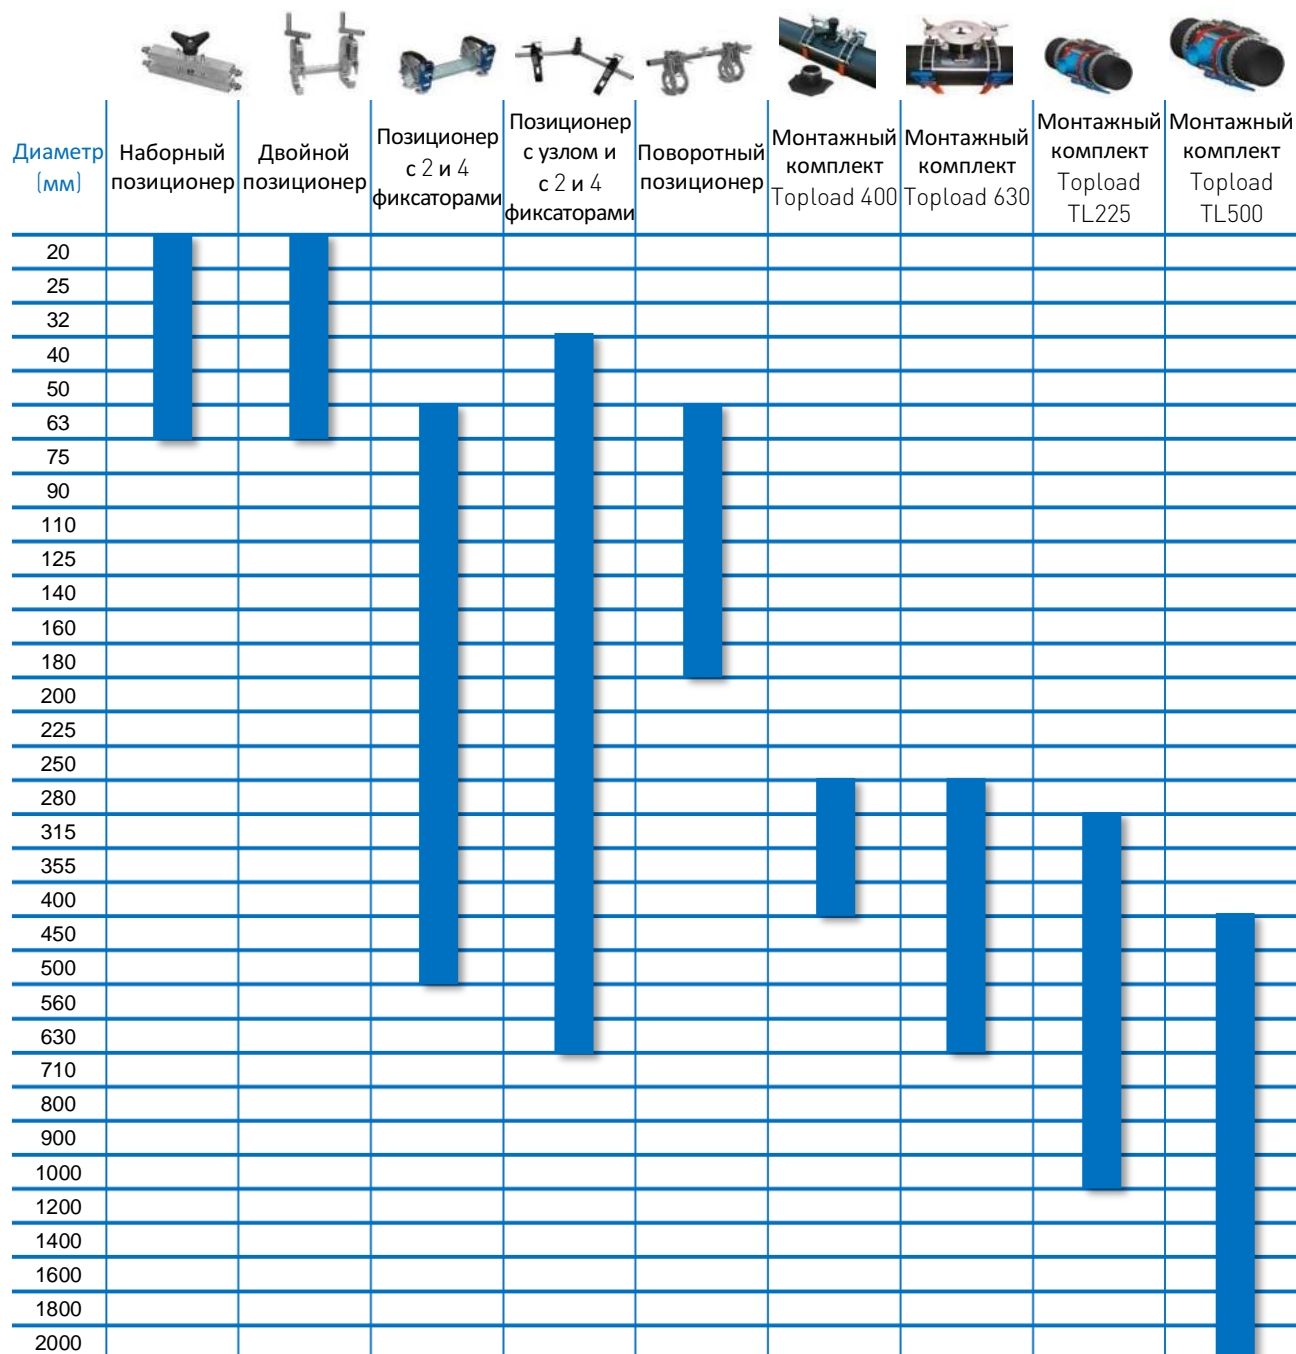 Диаметр
(мм)
Наборный
позиционер
Двойной
позиционер
Позиционер
с 2 и 4
фиксаторами
Позиционер
с узлом и
с 2 и 4
фиксаторами
Поворотный
позиционер
Монтажный
комплект
Topload 400
Монтажный
комплект
Topload 630
Монтажный
комплект
Topload
TL225
Монтажный
комплект
Topload
TL500
20
25
32
40
50
63
75
90
110
125
140
160
180
200
225
250
280
315
355
400
450
500
560
630
710
800
900
1000
1200
1400
1600
1800
2000